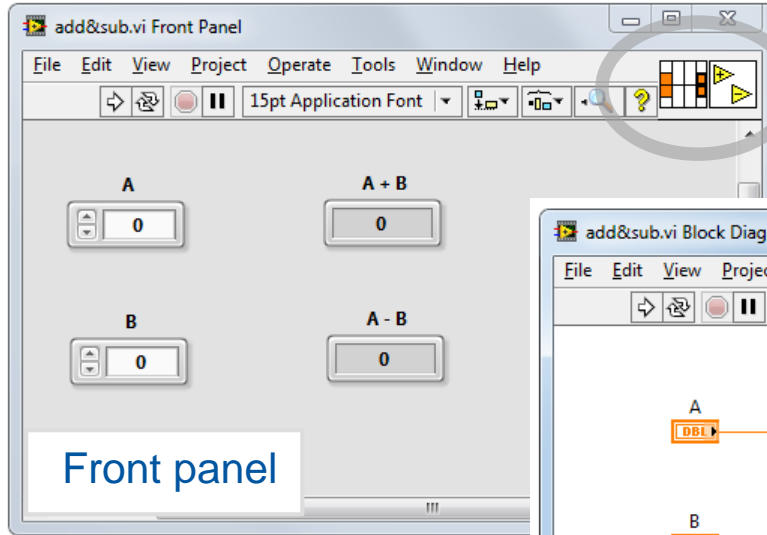 add&sub.vi Front Panel
File Edit View Project Operate Tools Window Help
15pt Application Font
A
A + B
0
0
B
A - B
0
0
Front panel
add&sub.vi Block Diag
File Edit View Projec
A
DBL
B